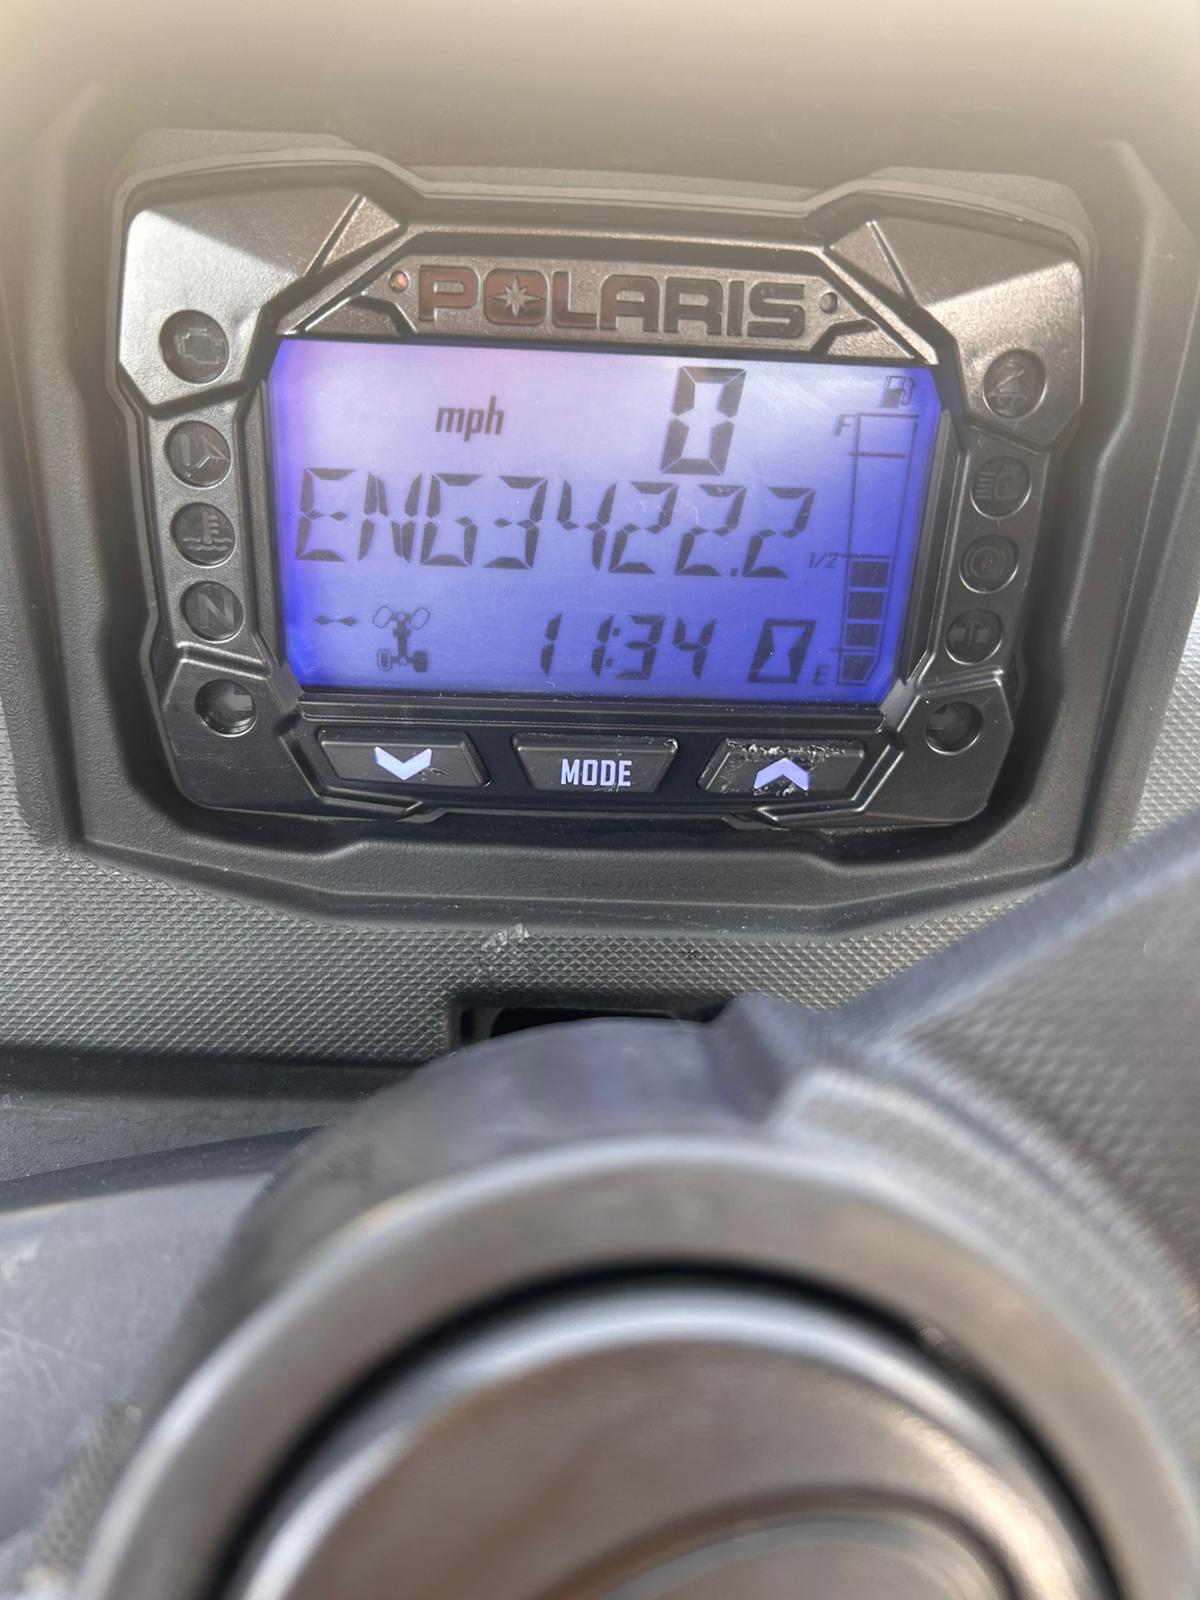 POLARIS
mph 0
F
ENG3422.2
1/2
11:34
E
N
MODE